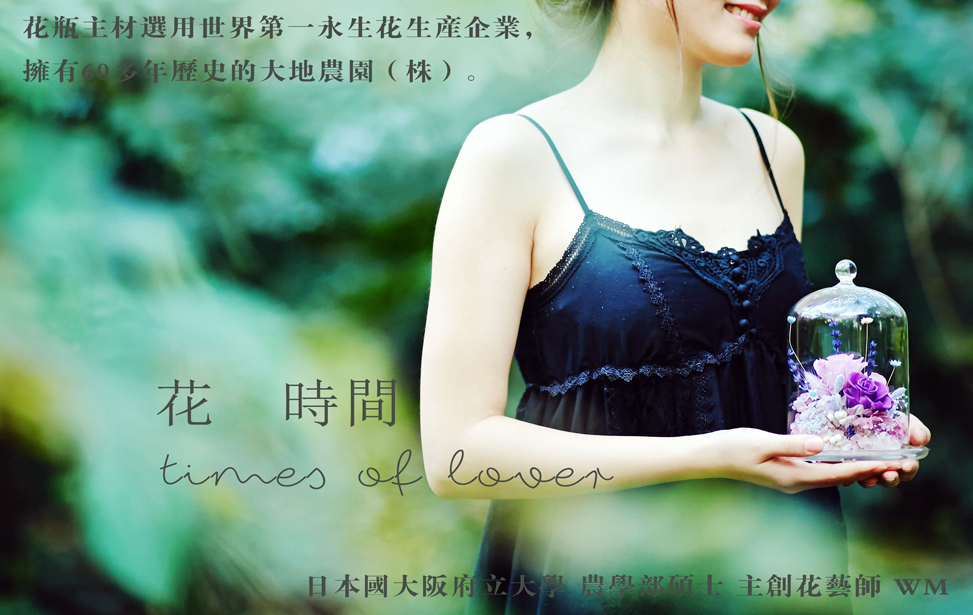 花瓶主材選用世界第一永生花生産企業，
擁有60多年歷史的大地農園（株）。
花 時間
times of lover
日本國大阪府立大學 農學部碩士 主創花藝師 WM